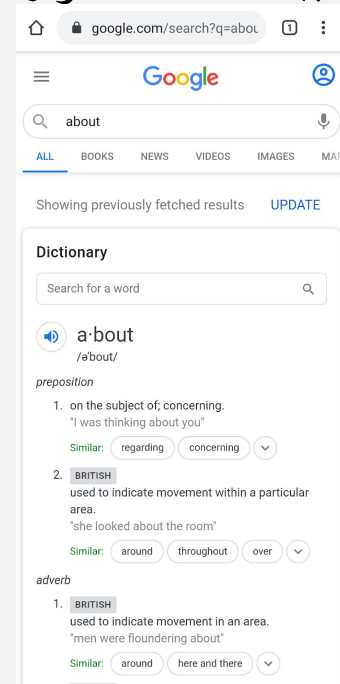 google.com/search?q=abou
1
Google
about
ALL BOOKS NEWS VIDEOS IMAGES MA
Showing previously fetched results UPDATE
Dictionary
Search for a word
a·bout
/əˈbout/
preposition
1. on the subject of; concerning.
"I was thinking about you"
Similar: regarding concerning
2. BRITISH
used to indicate movement within a particular
area.
"she looked about the room"
Similar: around throughout over
adverb
1. BRITISH
used to indicate movement in an area.
"men were floundering about"
Similar: around here and there